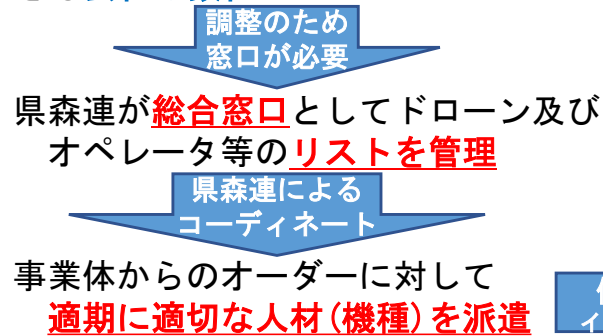 調整のため
窓口が必要
県森連が総合窓口としてドローン及び
オペレータ等のリストを管理
県森連による
コーディネート
事業体からのオーダーに対して
適期に適切な人材(機種)を派遣